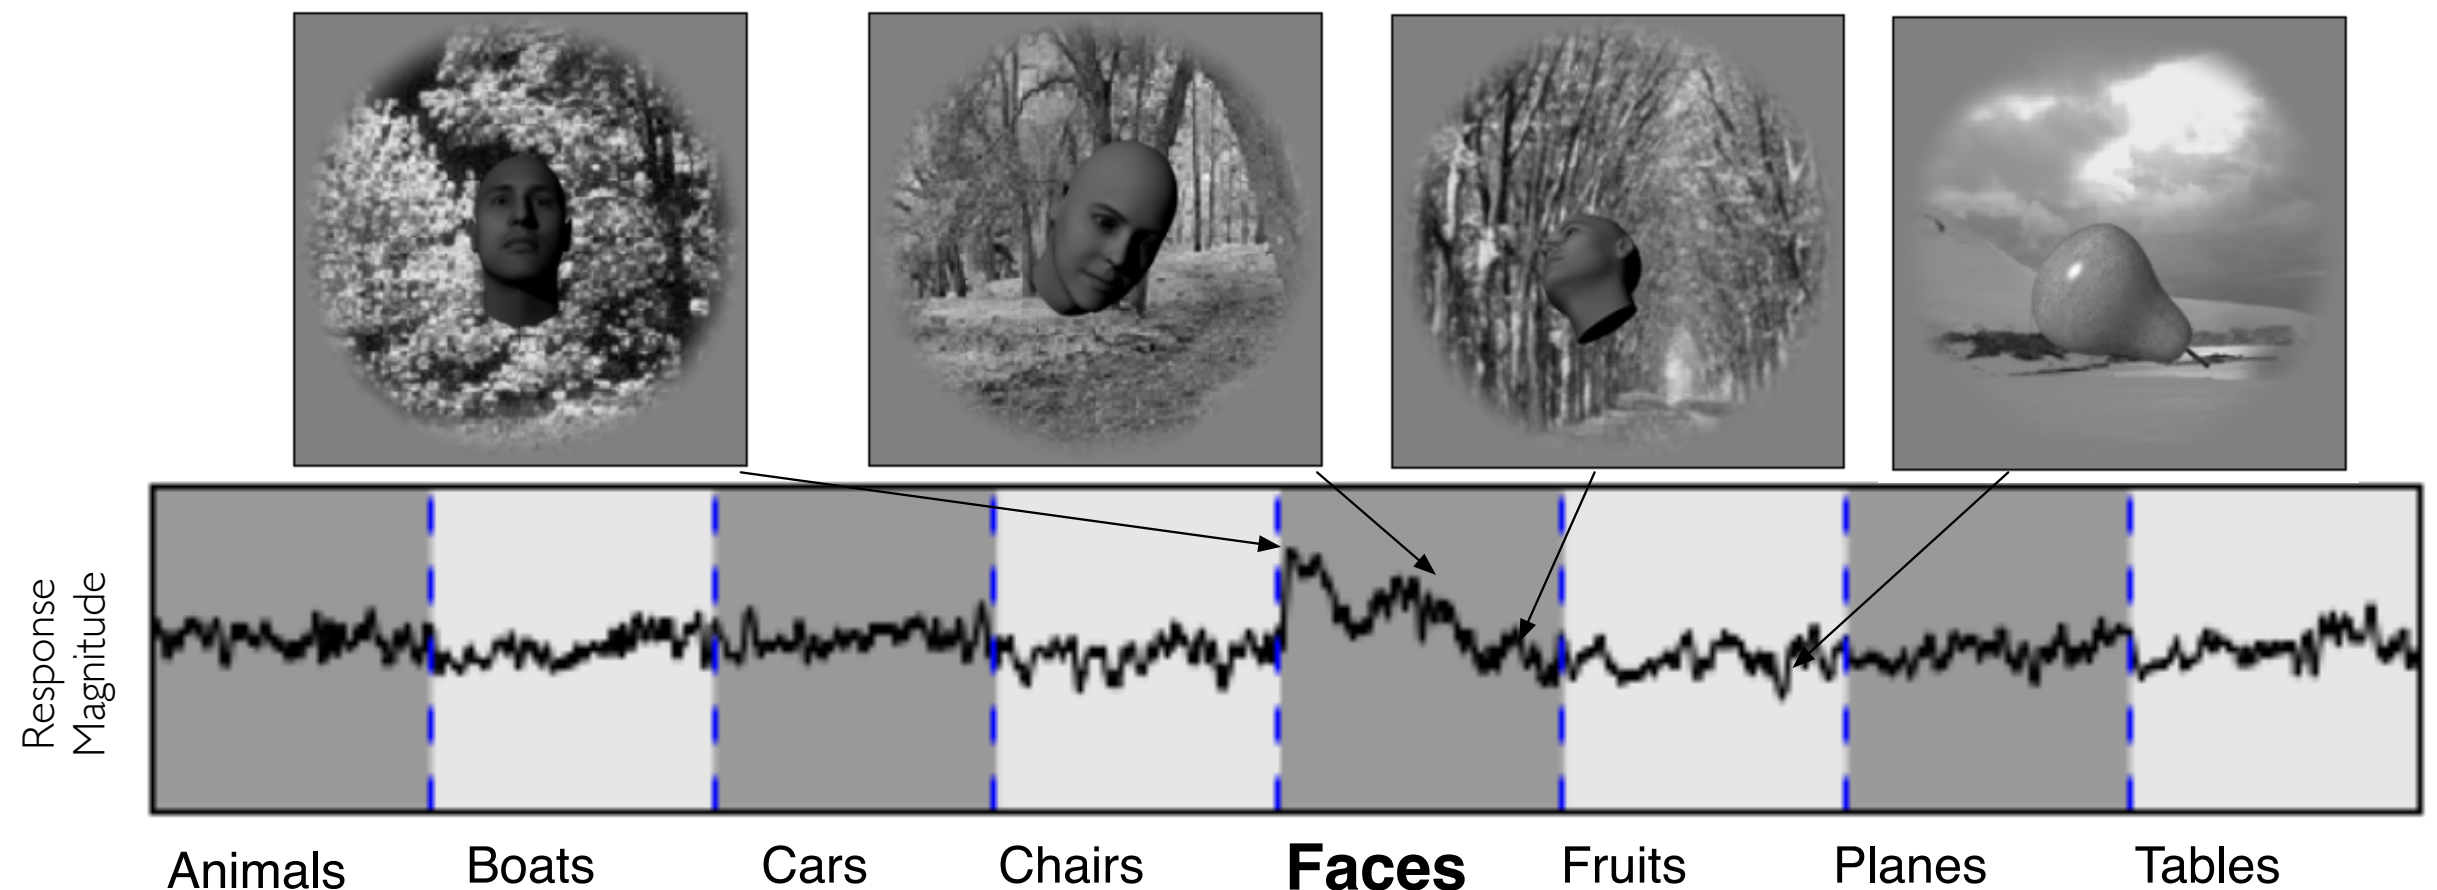 Response
Magnitude
Animals
Boats
Cars
Chairs
Faces
Fruits
Planes
Tables